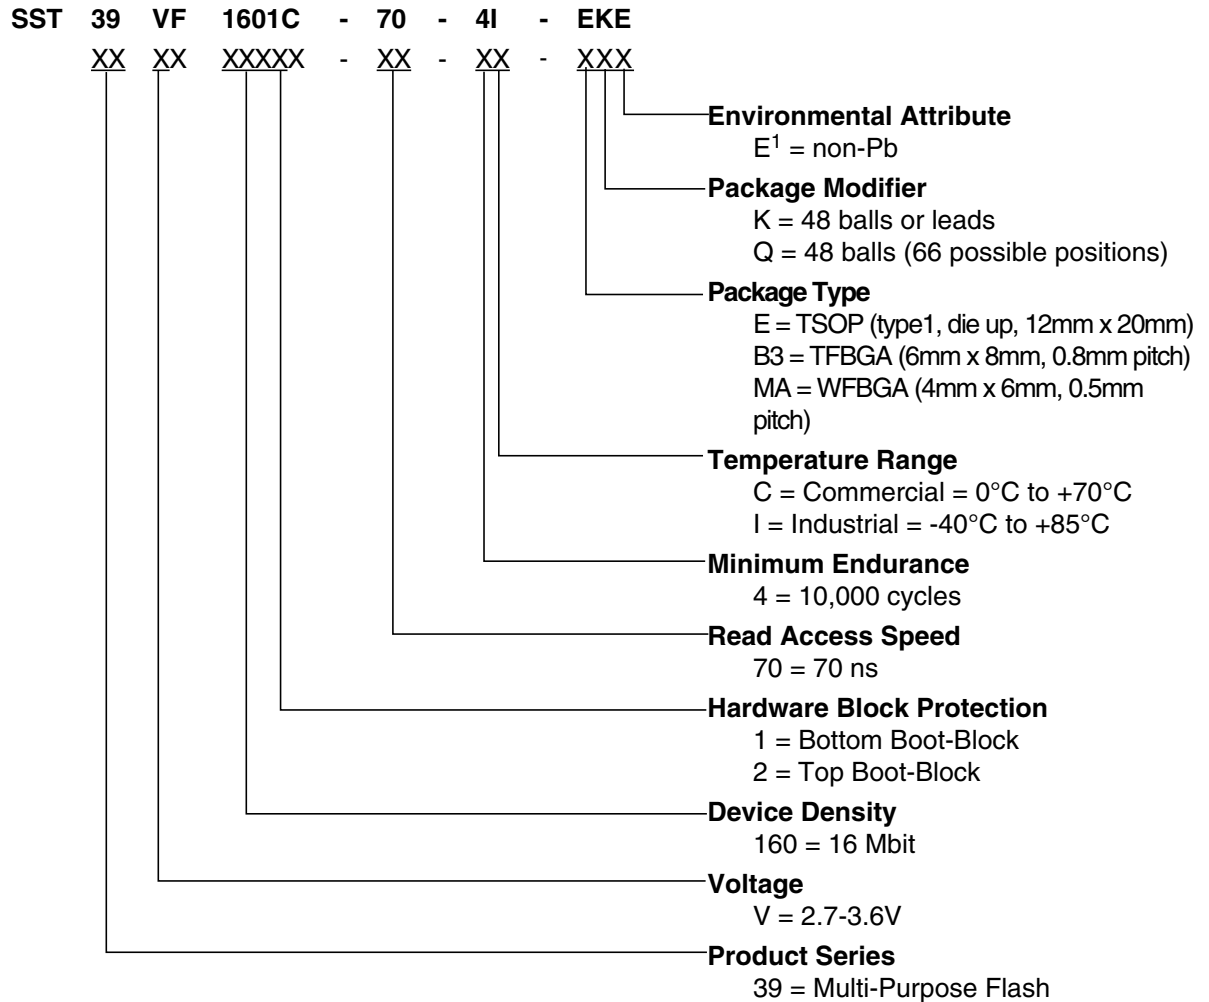 SST 39 VF 1601C - 70 - 4I - EKE
XX XX XXXXX - XX - XX - XXX
Environmental Attribute
E1 = non-Pb
Package Modifier
K = 48 balls or leads
Q = 48 balls (66 possible positions)
Package Type
E = TSOP (type1, die up, 12mm x 20mm)
B3 = TFBGA (6mm x 8mm, 0.8mm pitch)
MA = WFBGA (4mm x 6mm, 0.5mm
pitch)
Temperature Range
C = Commercial = 0°C to +70°C
I = Industrial = -40°C to +85°C
Minimum Endurance
4 = 10,000 cycles
Read Access Speed
70 = 70 ns
Hardware Block Protection
1 = Bottom Boot-Block
2 = Top Boot-Block
Device Density
160 = 16 Mbit
Voltage
V = 2.7-3.6V
Product Series
39 = Multi-Purpose Flash